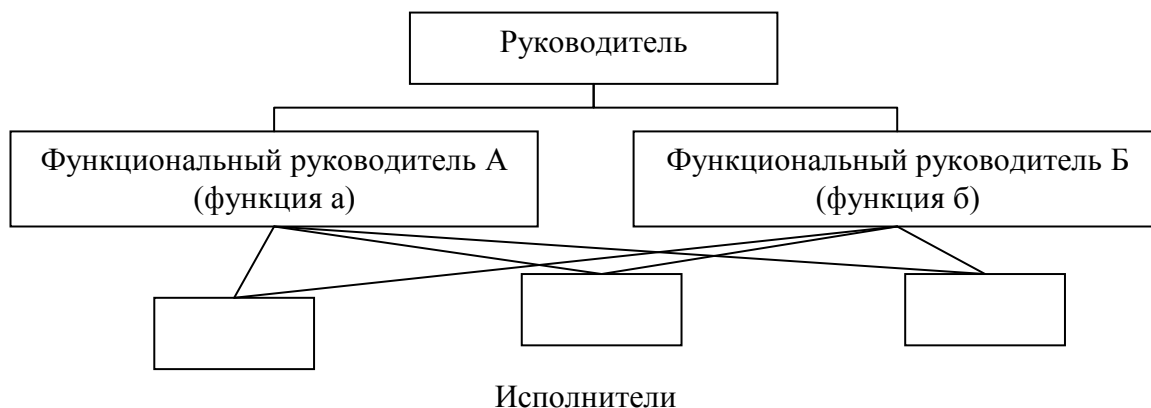 Руководитель
Функциональный руководитель А
(функция а)
Функциональный руководитель Б
(функция б)
Исполнители